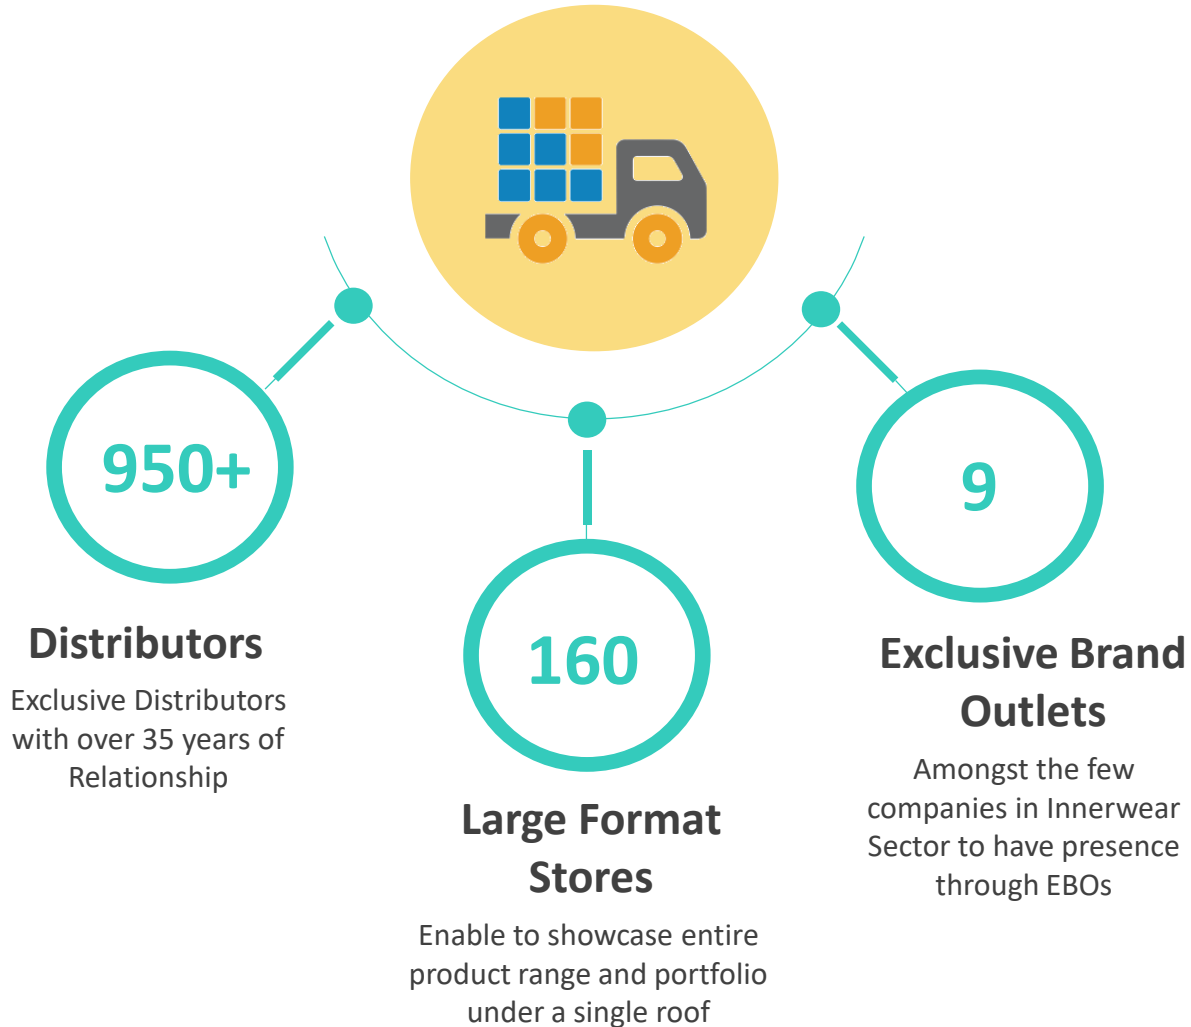 950+
Distributors
Exclusive Distributors
with over 35 years of
Relationship
160
Large Format
Stores
Enable to showcase entire
product range and portfolio
under a single roof
9
Exclusive Brand
Outlets
Amongst the few
companies in Innerwear
Sector to have presence
through EBOs